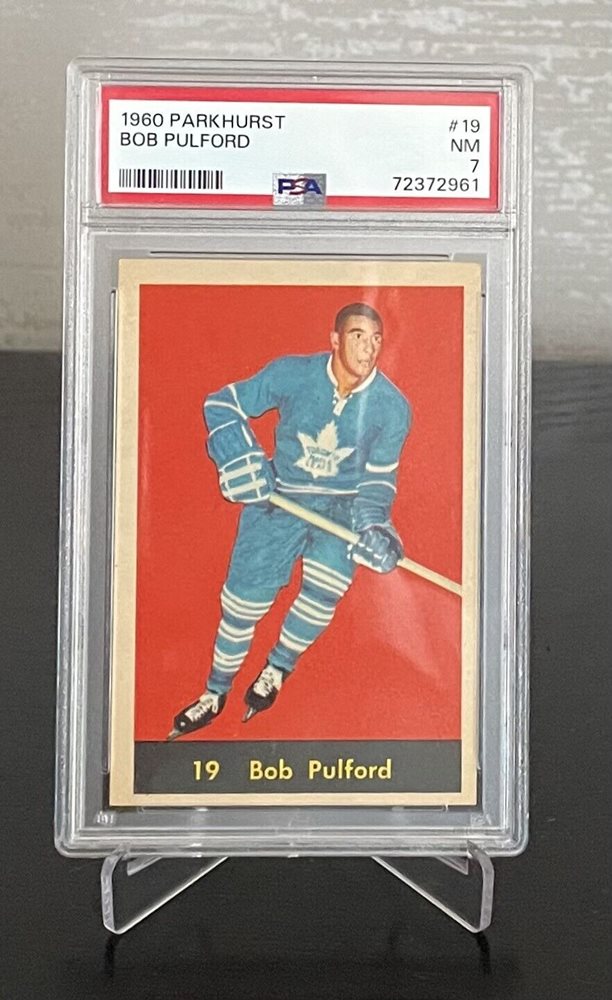 1960 PARKHURST #19
BOB PULFORD NM
7
PSA 72372961
19 Bob Pulford